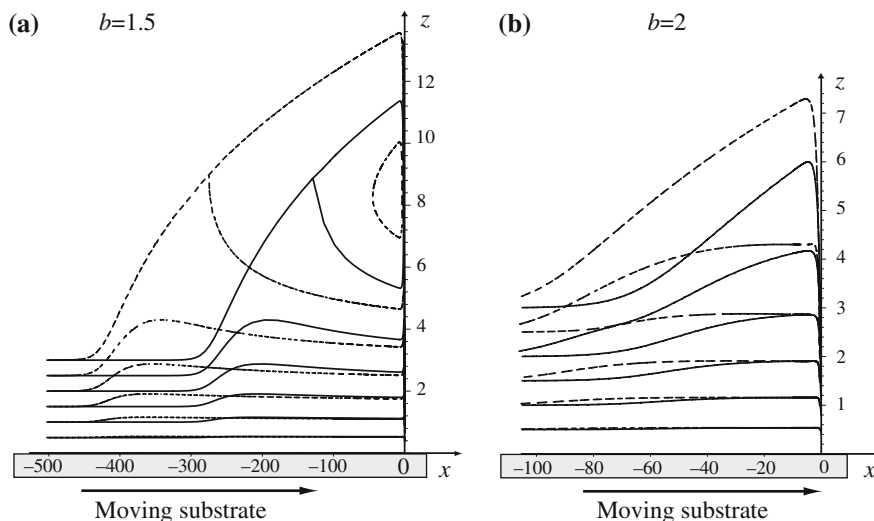 (a) b=1.5
z
12
10
8
6
4
2
−500 −400 −300 −200 −100 0 x
Moving substrate
(b) b=2
z
7
6
5
4
3
2
1
−100 −80 −60 −40 −20 0 x
Moving substrate